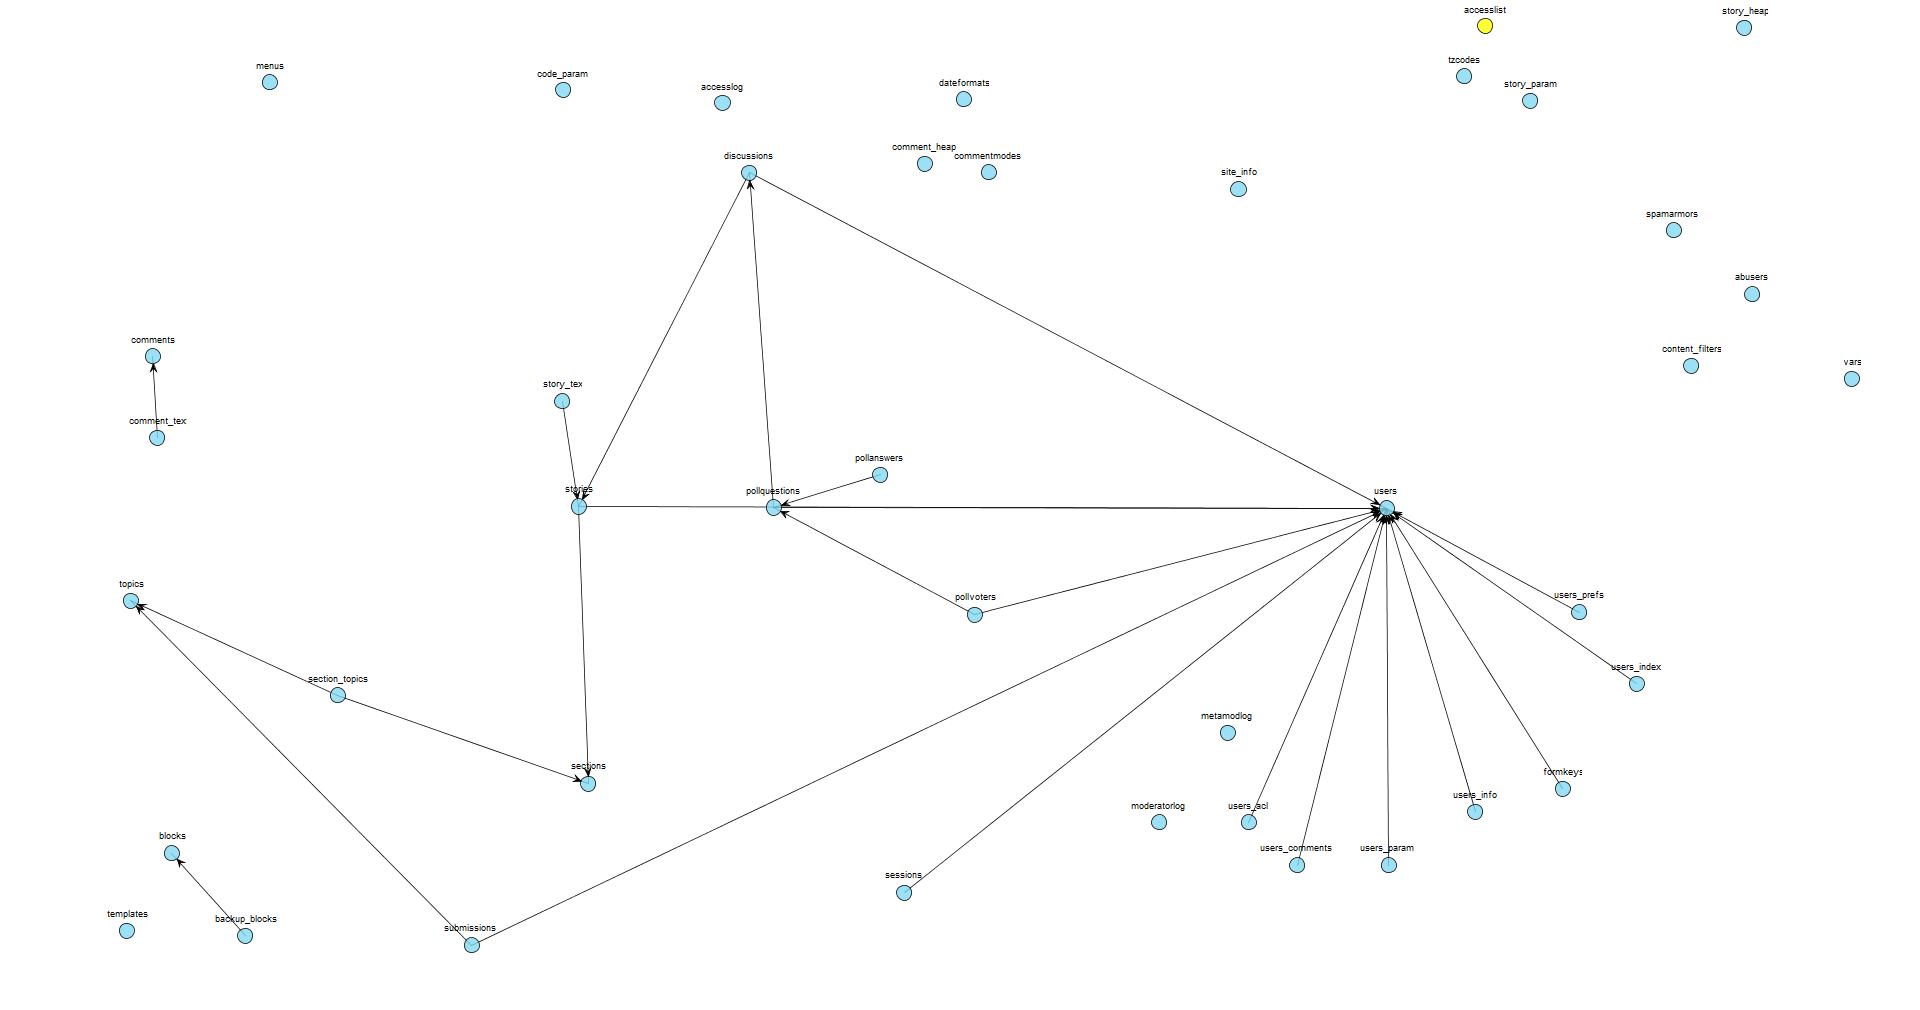 accesslist
story_heap
menus
tzcodes
code_param
accesslog
dateformats
story_param
comment_heap
discussions
commentmodes
site_info
spamarmors
abusers
comments
content_filters
vars
story_tex
comment_tex
pollanswers
stories
pollquestions
users
topics
users_prefs
pollvoters
users_index
section_topics
metamodlog
sections
formkeys
users_info
moderatorlog
users_acl
blocks
users_comments
users_param
sessions
templates
backup_blocks
submissions